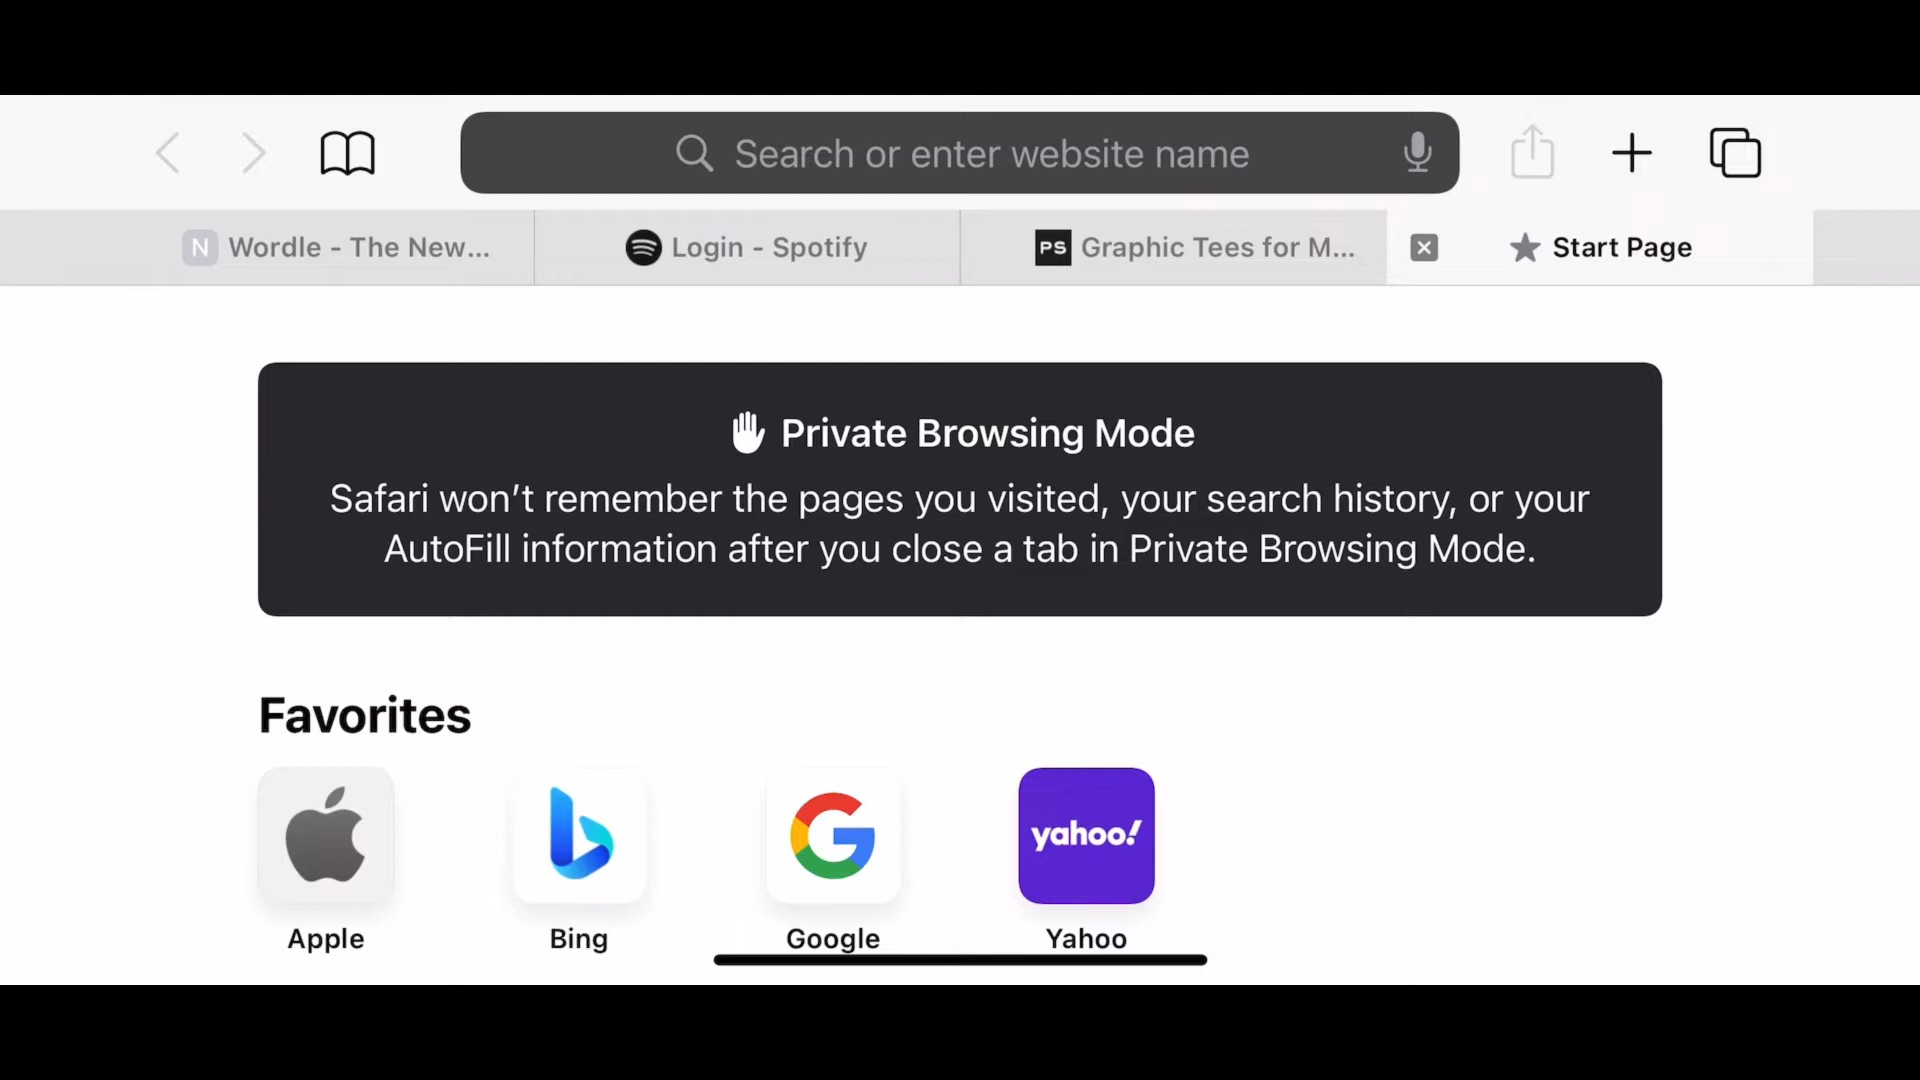 Search or enter website name
N Wordle - The New...
Login - Spotify
PS Graphic Tees for M...
Start Page
Private Browsing Mode
Safari won’t remember the pages you visited, your search history, or your
AutoFill information after you close a tab in Private Browsing Mode.
Favorites
yahoo!
Apple
Bing
Google
Yahoo